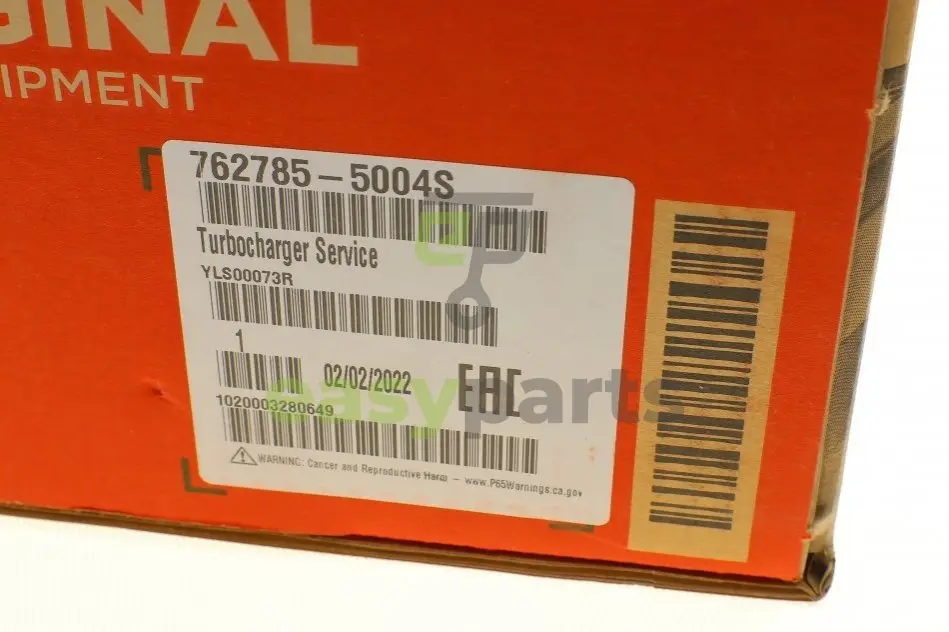 GINAL
IPMENT
762785-5004S
Turbocharger Service
YLS00073R
1
02/02/2022
EAC
1020003280649
WARNING: Cancer and Reproductive Harm - www.P65Warnings.ca.gov
eP
easyparts